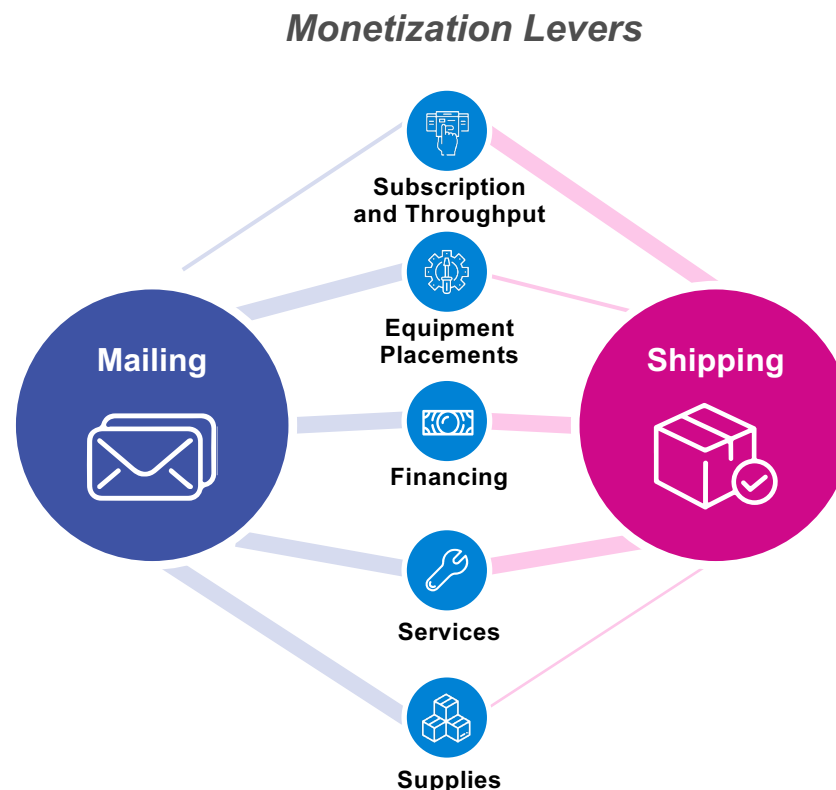 Monetization Levers
Subscription
and Throughput
Equipment
Placements
Mailing
Shipping
Financing
Services
Supplies